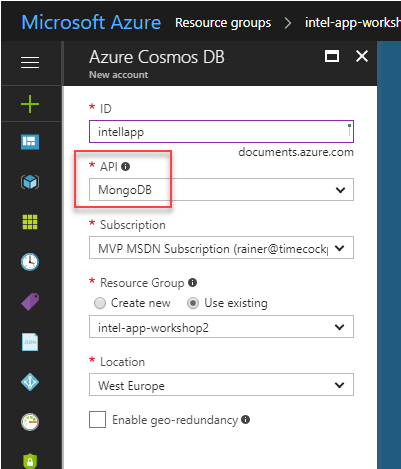 Microsoft Azure Resource groups > intel-app-worksho
Azure Cosmos DB
New account
* ID
intellapp
documents.azure.com
* API
MongoDB
* Subscription
MVP MSDN Subscription (rainer@timecockp
* Resource Group
Create new Use existing
intel-app-workshop2
* Location
West Europe
Enable geo-redundancy